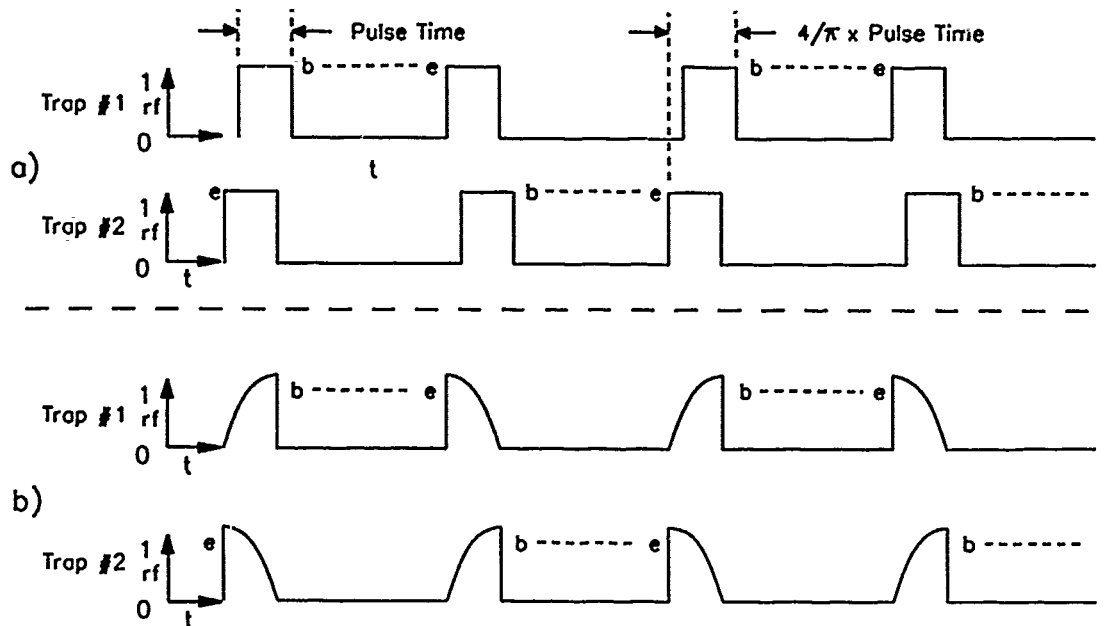 Pulse Time 4/π x Pulse Time
1 b e b e
Trap #1 rf
0
a) t
e 1 b e b
Trap #2 rf
0
t
1 b e b e
Trap #1 rf
0
t
b)
e 1 b e b
Trap #2 rf
0
t